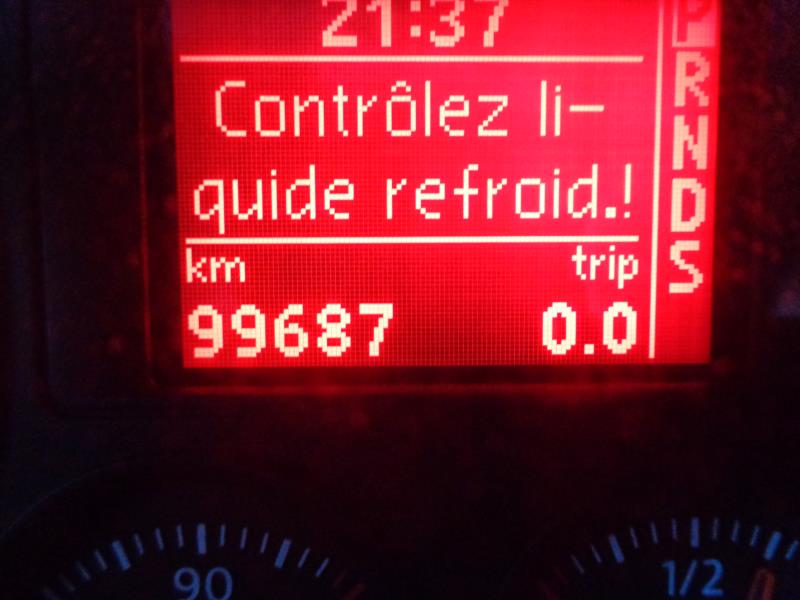 21:37
Contrôlez li-
quide refroid.!
km trip
99687 0.0
P
R
N
D
S
90 1/2